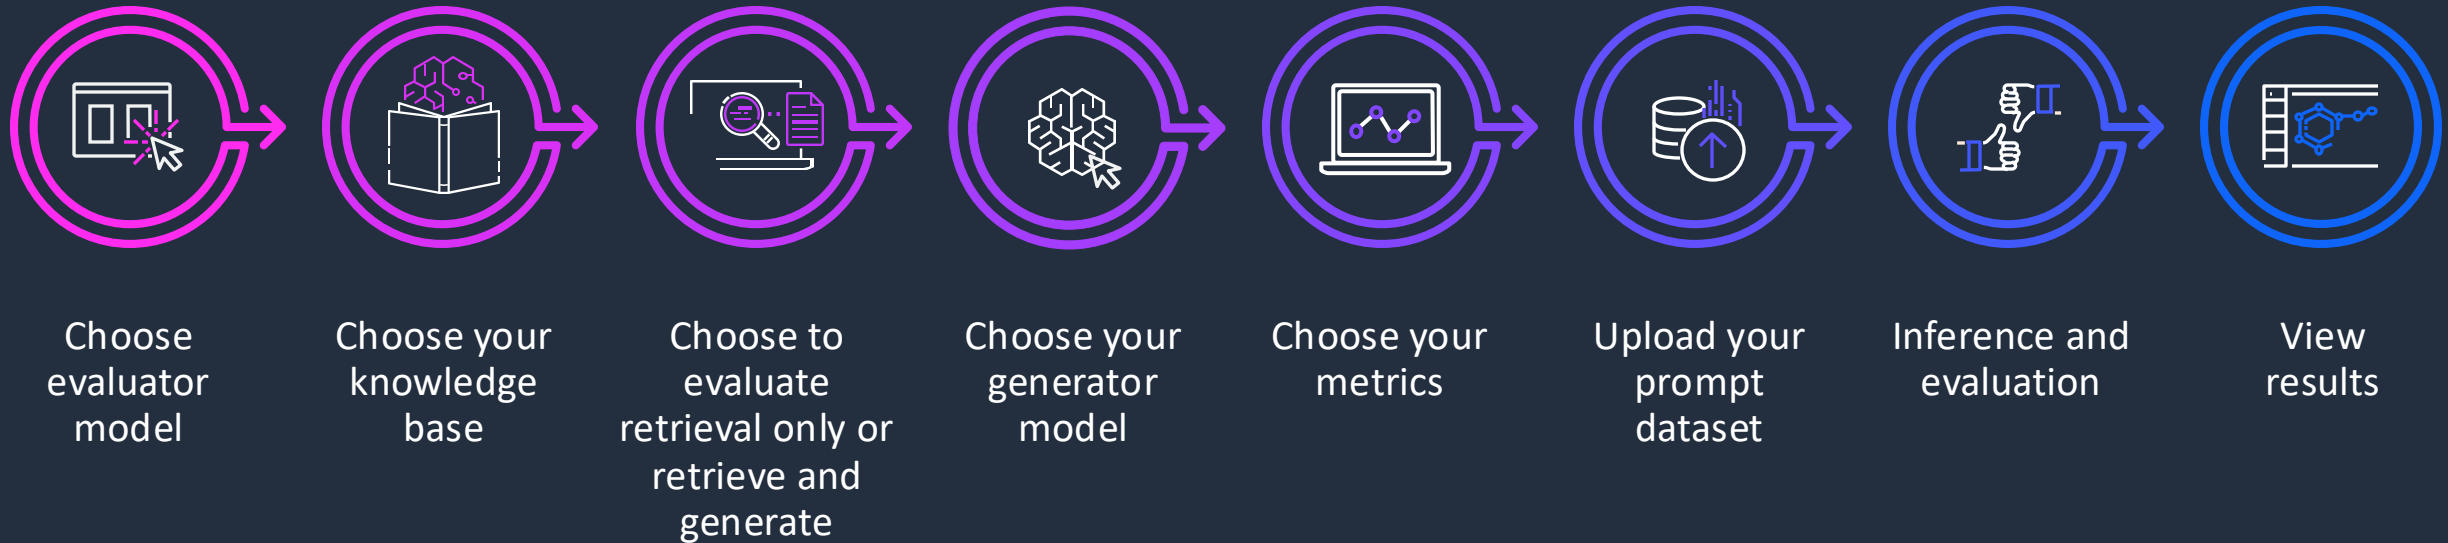 Choose
evaluator
model
Choose your
knowledge
base
Choose to
evaluate
retrieval only or
retrieve and
generate
Choose your
generator
model
Choose your
metrics
Upload your
prompt
dataset
Inference and
evaluation
View
results